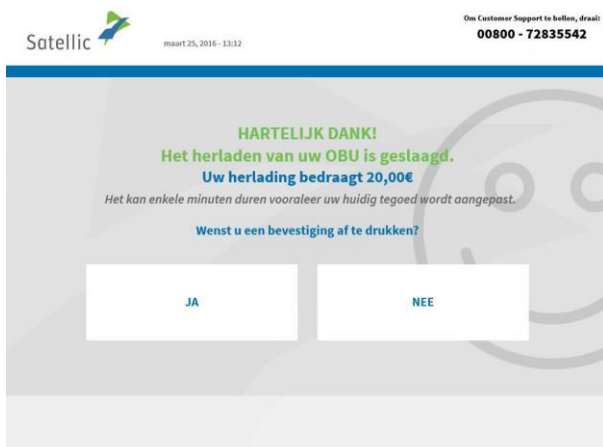 Satellic
maart 25, 2016 - 13:12
Om Customer Support te bellen, draai:
00800 - 72835542
HARTELIJK DANK!
Het herladen van uw OBU is geslaagd.
Uw herlading bedraagt 20,00€
Het kan enkele minuten duren vooraleer uw huidig tegoed wordt aangepast.
Wenst u een bevestiging af te drukken?
JA
NEE